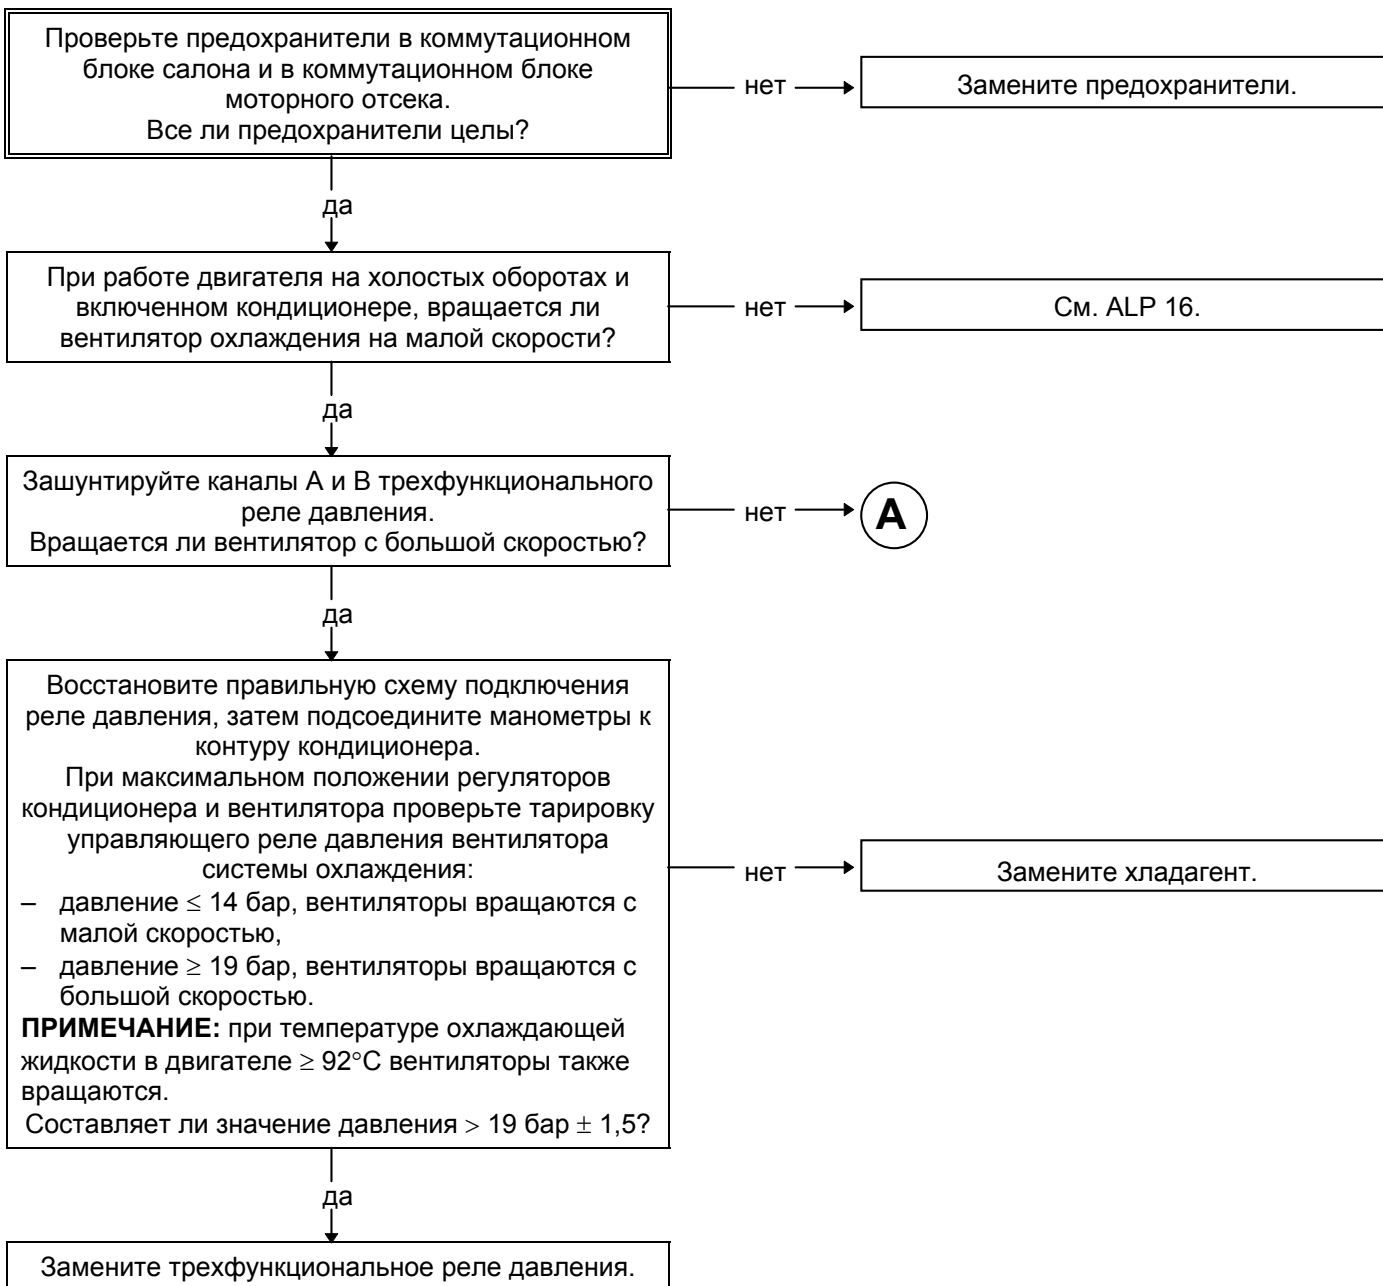 Проверьте предохранители в коммутационном
блоке салона и в коммутационном блоке
моторного отсека.
Все ли предохранители целы?
нет
Замените предохранители.
да
При работе двигателя на холостых оборотах и
включенном кондиционере, вращается ли
вентилятор охлаждения на малой скорости?
нет
См. ALP 16.
да
Зашунтируйте каналы А и В трехфункционального
реле давления.
Вращается ли вентилятор с большой скоростью?
нет
А
да
Восстановите правильную схему подключения
реле давления, затем подсоедините манометры к
контуру кондиционера.
При максимальном положении регуляторов
кондиционера и вентилятора проверьте тарировку
управляющего реле давления вентилятора
системы охлаждения:
– давление ≤ 14 бар, вентиляторы вращаются с
малой скоростью,
– давление ≥ 19 бар, вентиляторы вращаются с
большой скоростью.
ПРИМЕЧАНИЕ: при температуре охлаждающей
жидкости в двигателе ≥ 92°C вентиляторы также
вращаются.
Составляет ли значение давления > 19 бар ± 1,5?
нет
Замените хладагент.
да
Замените трехфункциональное реле давления.